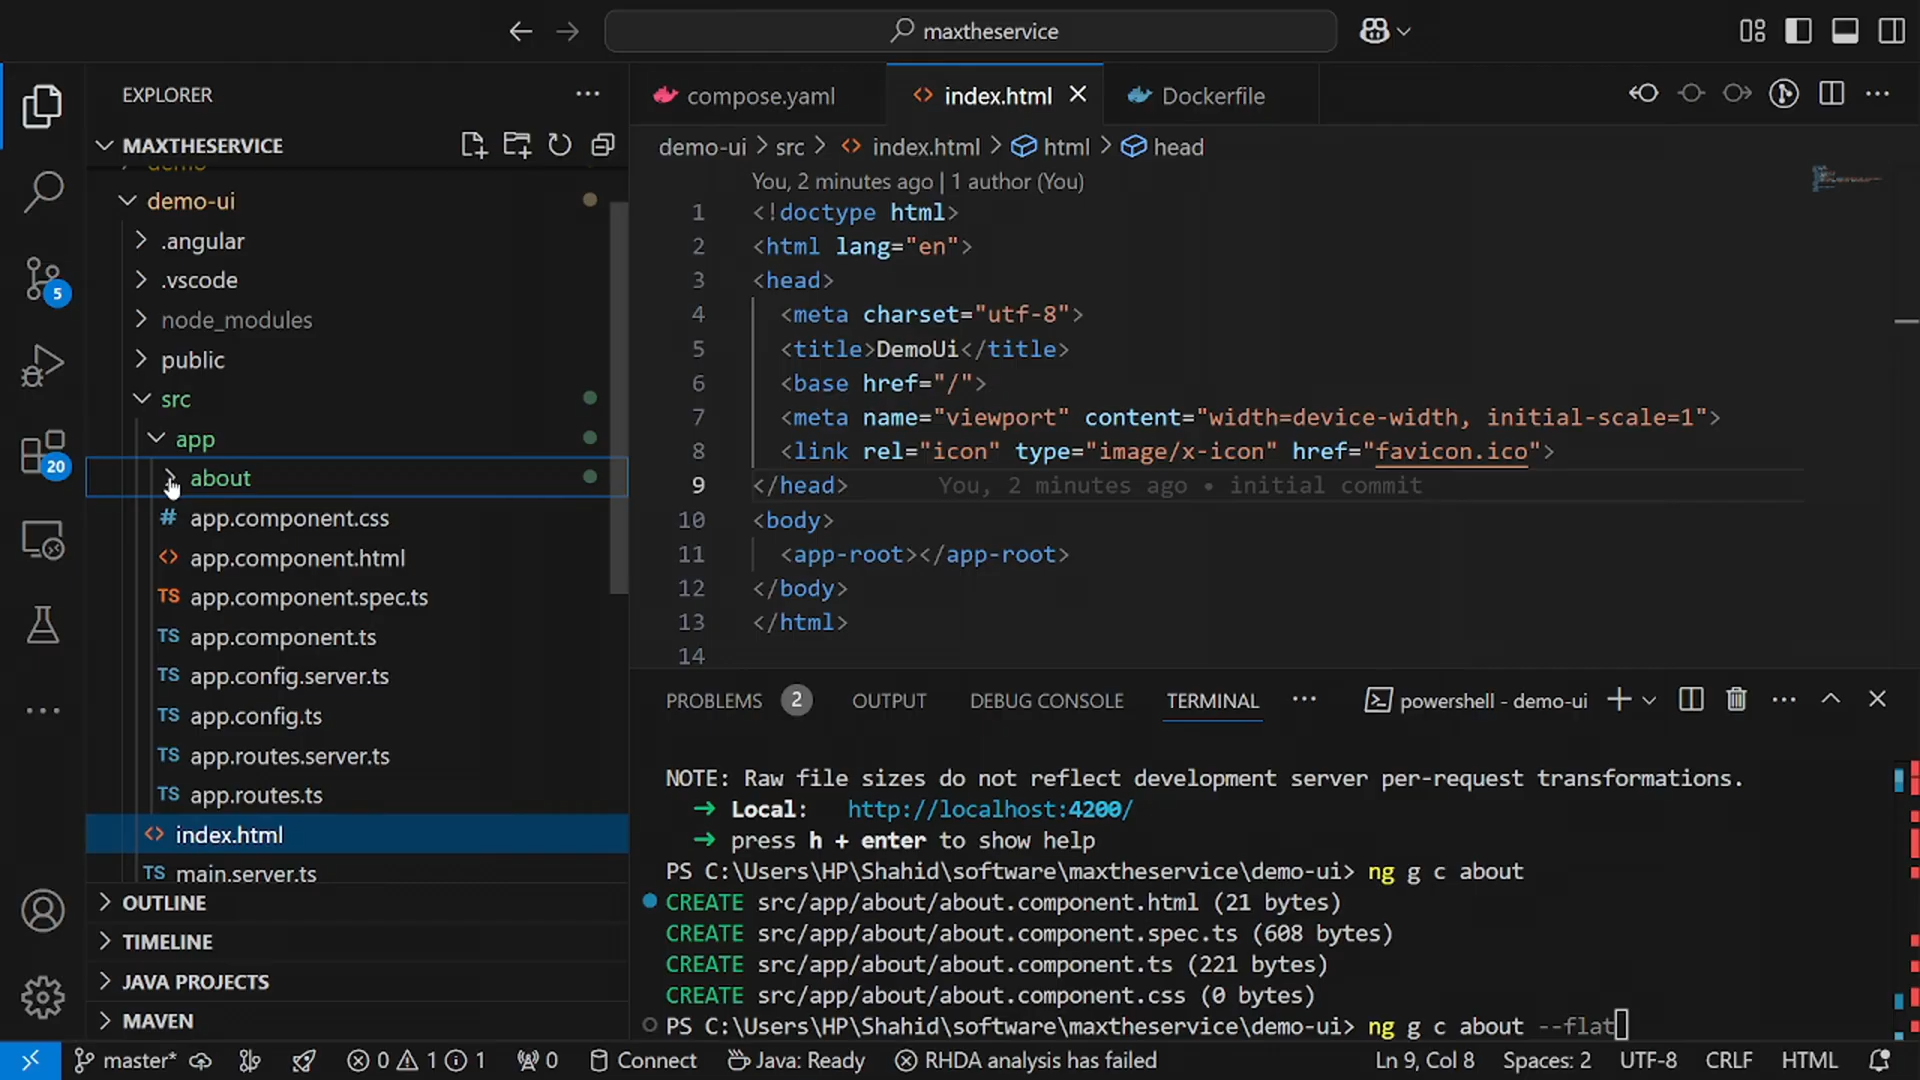 maxtheservice
EXPLORER
MAXTHESERVICE
demo
demo-ui
.angular
.vscode
node_modules
public
src
app
about
# app.component.css
<> app.component.html
TS app.component.spec.ts
TS app.component.ts
TS app.config.server.ts
TS app.config.ts
TS app.routes.server.ts
TS app.routes.ts
<> index.html
TS main.server.ts
OUTLINE
TIMELINE
JAVA PROJECTS
MAVEN
5
20
compose.yaml
<> index.html
Dockerfile
demo-ui > src > <> index.html > html > head
You, 2 minutes ago | 1 author (You)
1 <!doctype html>
2 <html lang="en">
3 <head>
4 <meta charset="utf-8">
5 <title>DemoUi</title>
6 <base href="/">
7 <meta name="viewport" content="width=device-width, initial-scale=1">
8 <link rel="icon" type="image/x-icon" href="favicon.ico">
9 </head> You, 2 minutes ago • initial commit
10 <body>
11 <app-root></app-root>
12 </body>
13 </html>
14
PROBLEMS 2 OUTPUT DEBUG CONSOLE TERMINAL powershell - demo-ui
NOTE: Raw file sizes do not reflect development server per-request transformations.
➜ Local: http://localhost:4200/
➜ press h + enter to show help
PS C:\Users\HP\Shahid\software\maxtheservice\demo-ui> ng g c about
CREATE src/app/about/about.component.html (21 bytes)
CREATE src/app/about/about.component.spec.ts (608 bytes)
CREATE src/app/about/about.component.ts (221 bytes)
CREATE src/app/about/about.component.css (0 bytes)
PS C:\Users\HP\Shahid\software\maxtheservice\demo-ui> ng g c about --flat
master* 0 1 1 0 Connect Java: Ready RHDA analysis has failed Ln 9, Col 8 Spaces: 2 UTF-8 CRLF HTML